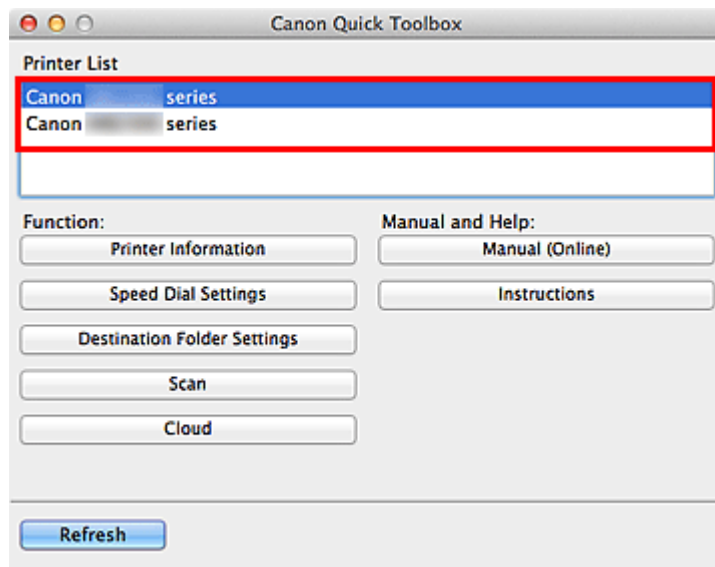 Canon Quick Toolbox
Printer List
Canon series
Canon series
Function:
Printer Information
Speed Dial Settings
Destination Folder Settings
Scan
Cloud
Manual and Help:
Manual (Online)
Instructions
Refresh